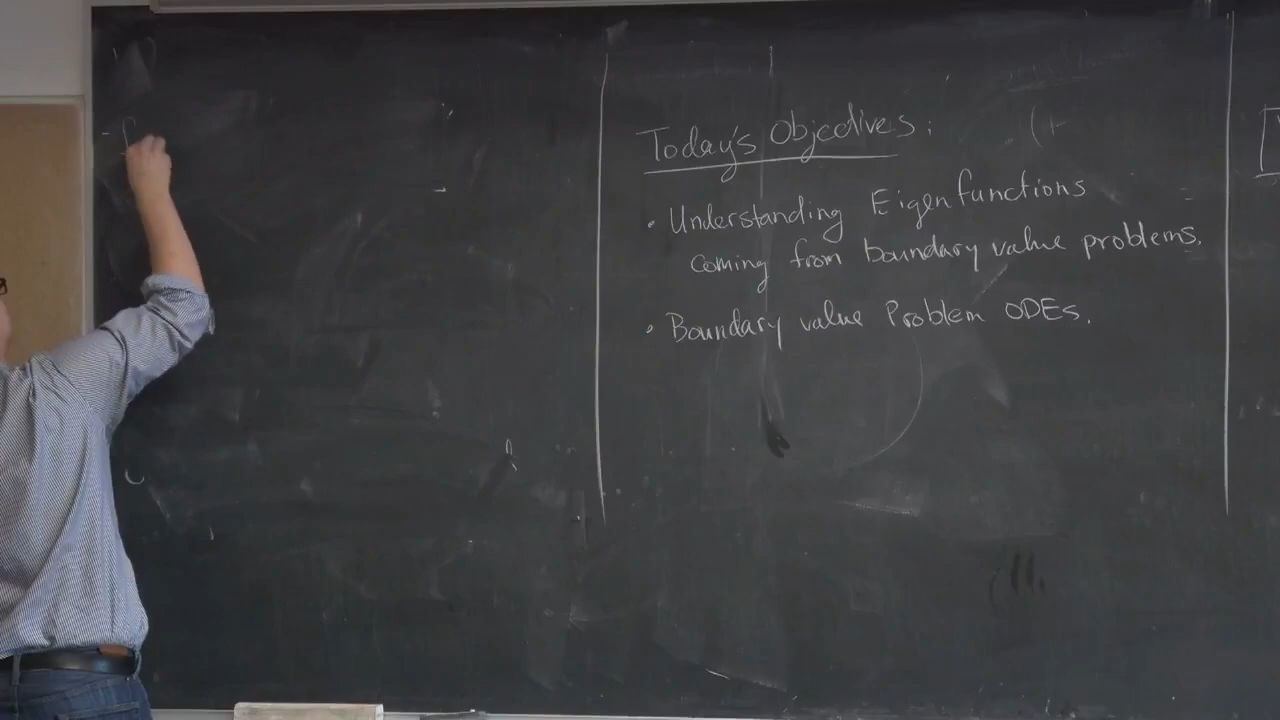 Today's Objectives:
• Understanding Eigenfunctions
coming from boundary value problems.
• Boundary value Problem ODEs.